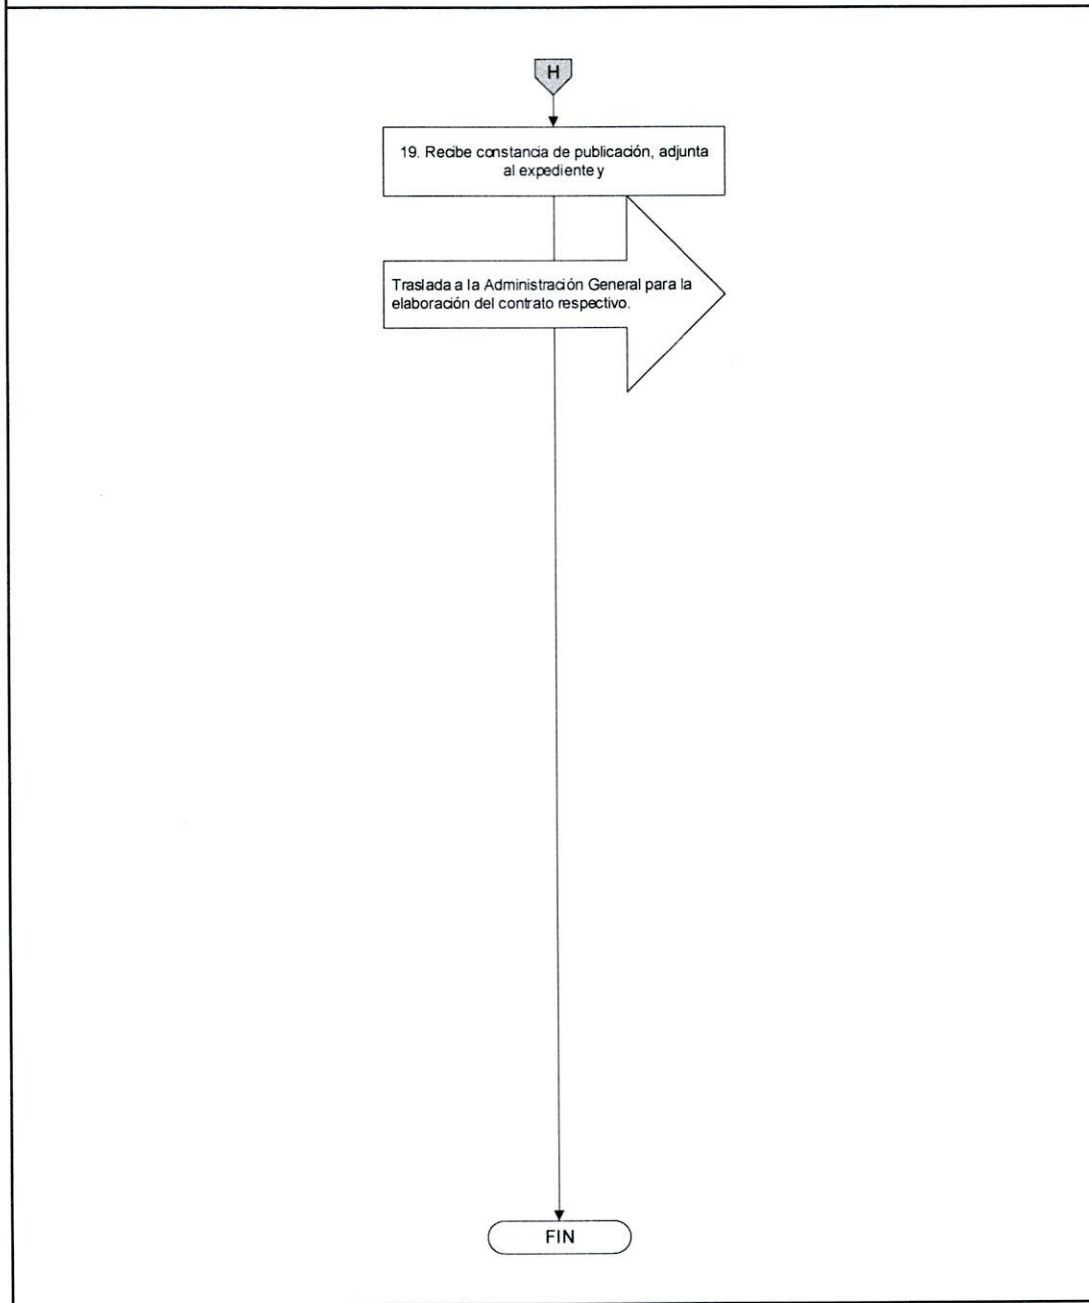 H
19. Recibe constancia de publicación, adjunta
al expediente y
Traslada a la Administración General para la
elaboración del contrato respectivo.
FIN